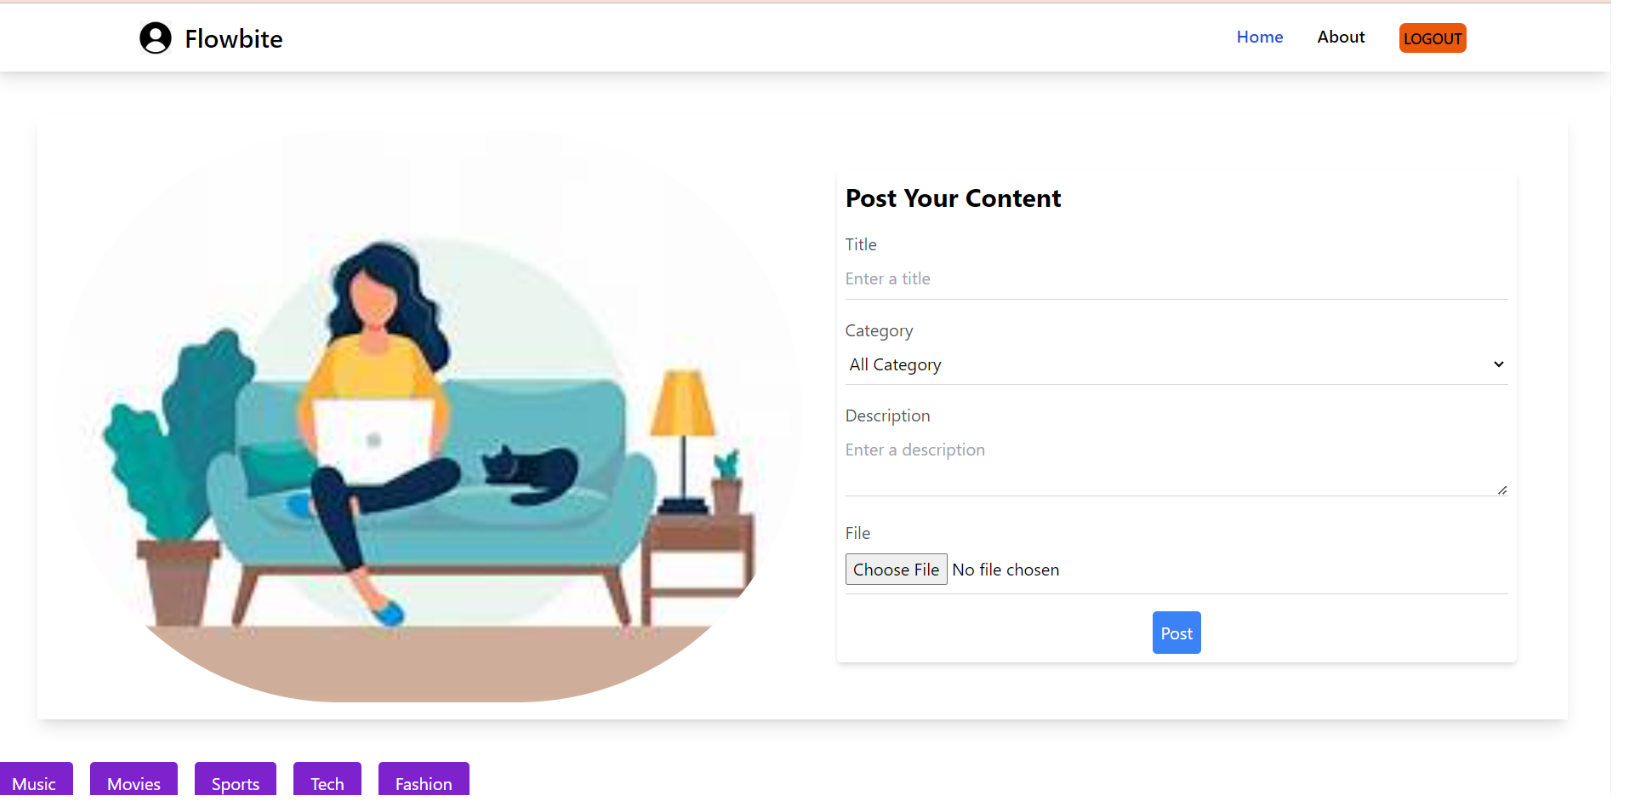 Flowbite
Home About LOGOUT
Post Your Content
Title
Enter a title
Category
All Category
Description
Enter a description
File
Choose File No file chosen
Post
Music Movies Sports Tech Fashion